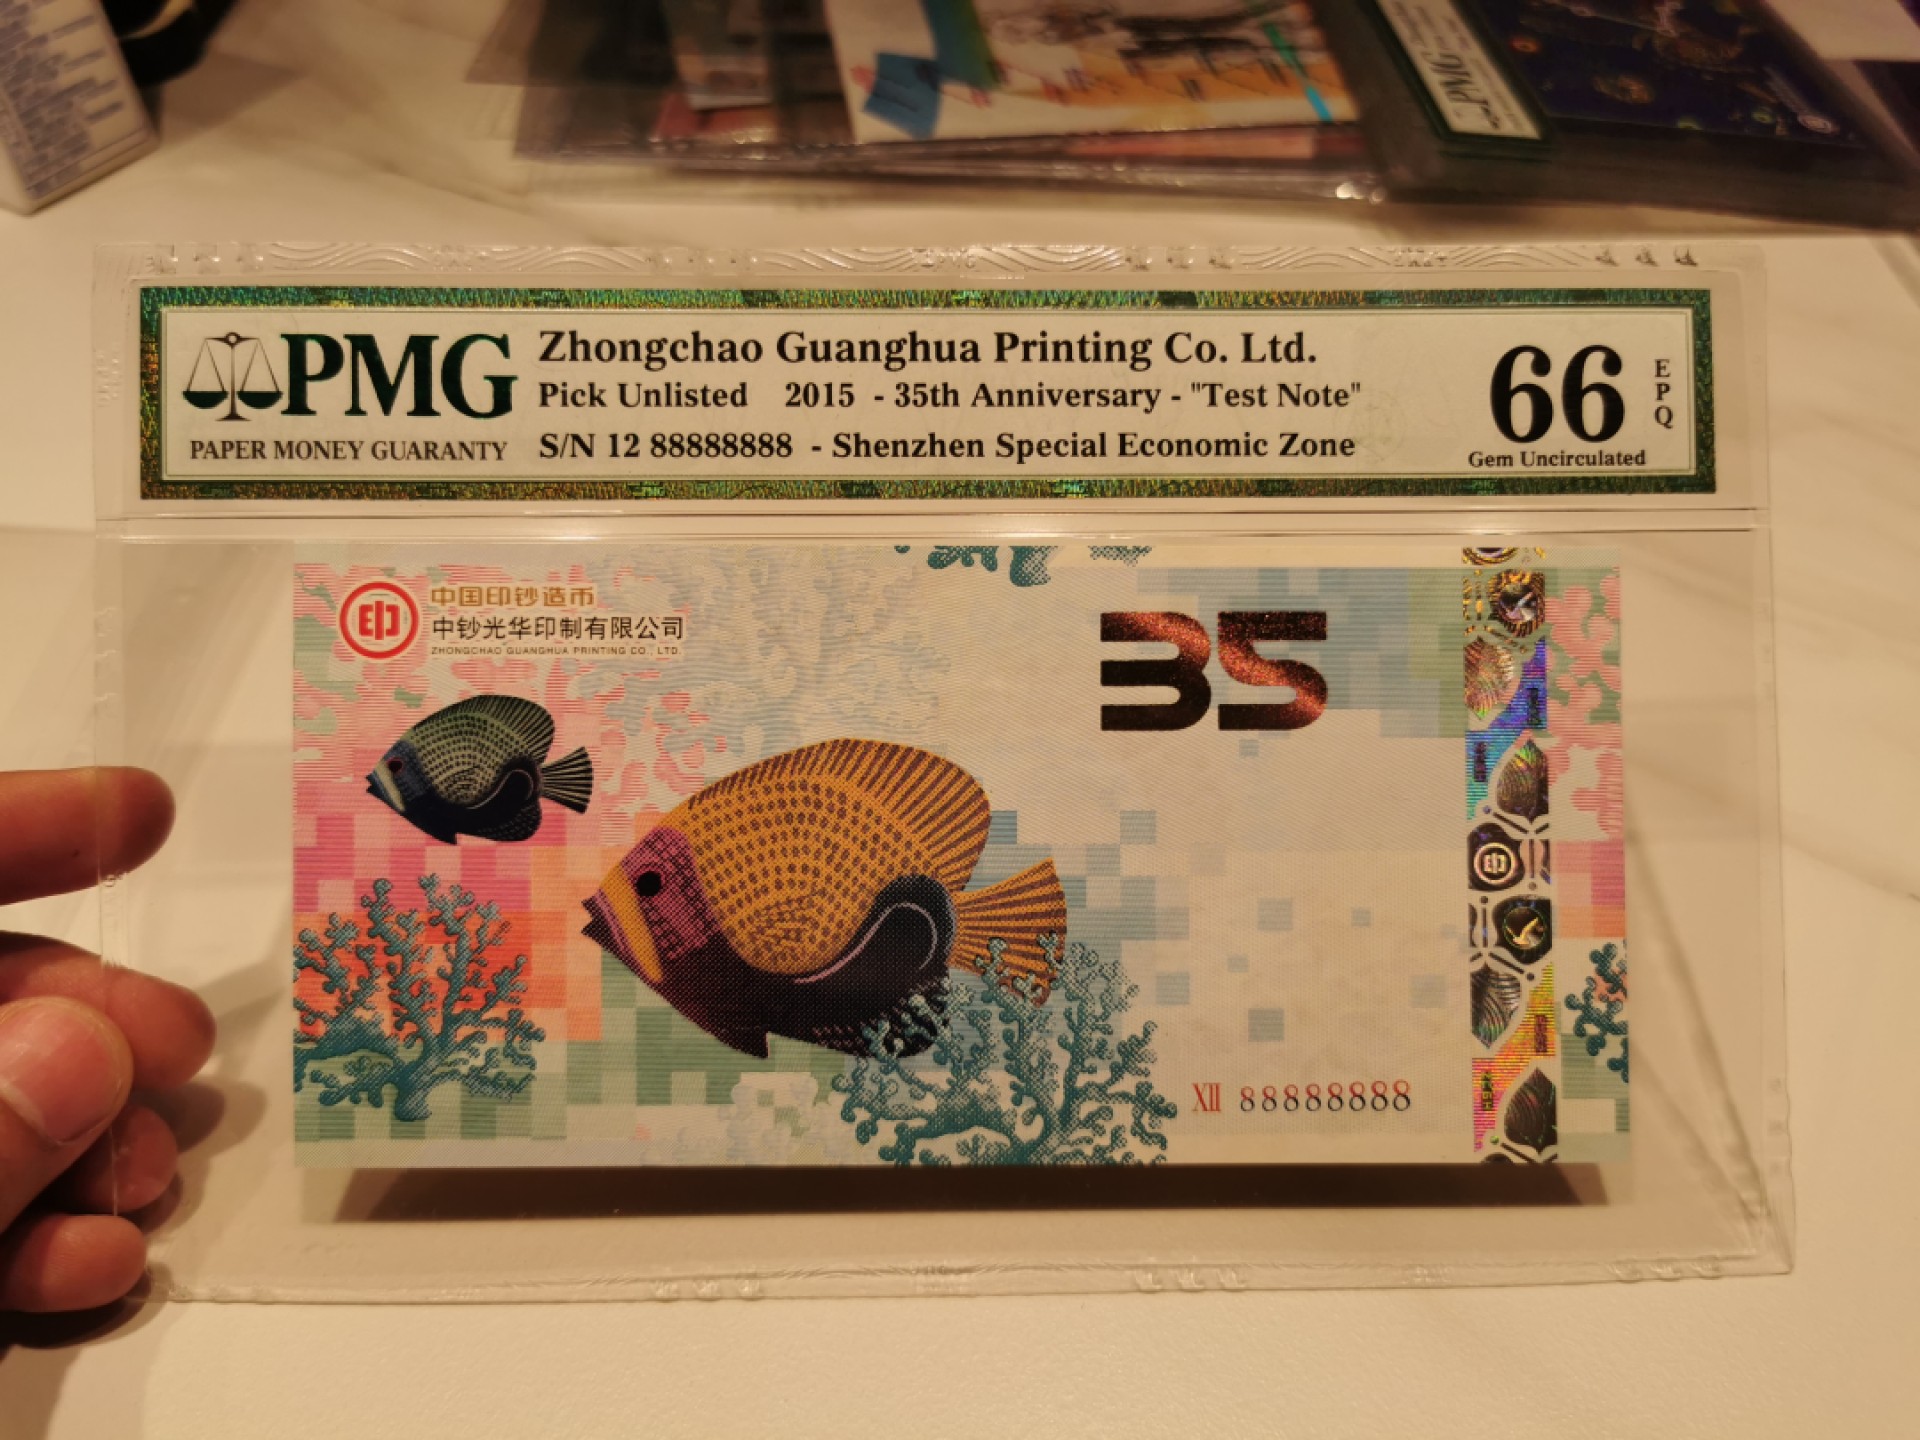 PMG
PAPER MONEY GUARANTY
Zhongchao Guanghua Printing Co. Ltd.
Pick Unlisted 2015 - 35th Anniversary - "Test Note"
S/N 12 88888888 - Shenzhen Special Economic Zone
66
EPQ
Gem Uncirculated
印
中国印钞造币
中钞光华印制有限公司
ZHONGCHAO GUANGHUA PRINTING CO., LTD.
35
印
XII 88888888
PMG